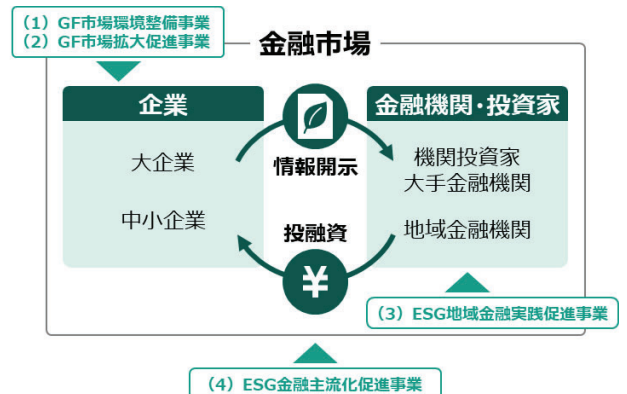 （1）GF市場環境整備事業
（2）GF市場拡大促進事業
金融市場
企業
金融機関・投資家
大企業
情報開示
機関投資家
大手金融機関
中小企業
投融資
地域金融機関
¥
（3）ESG地域金融実践促進事業
（4）ESG金融主流化促進事業